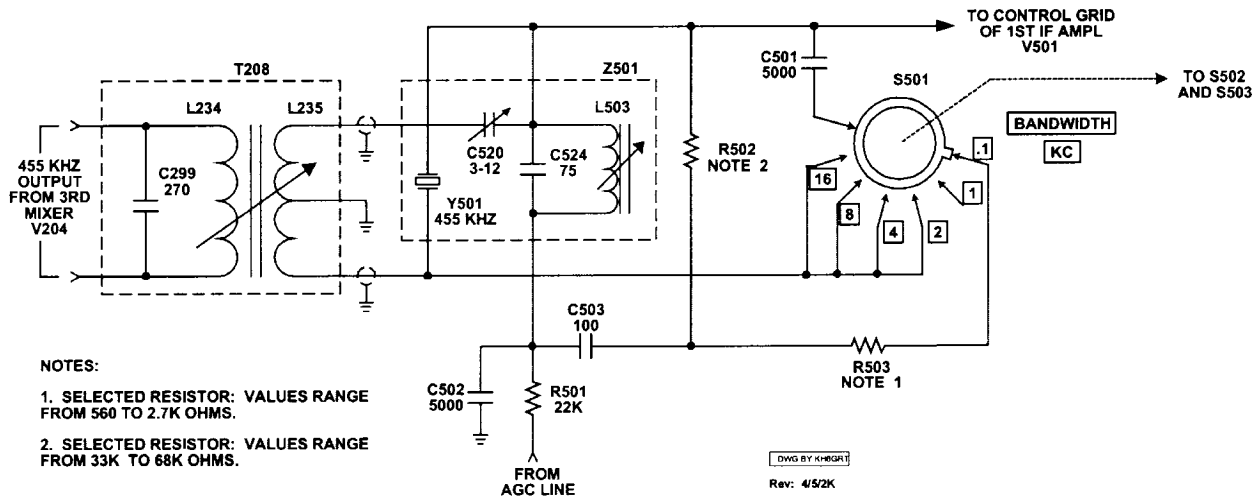 TO CONTROL GRID
OF 1ST IF AMPL
V501
C501
5000
S501
TO S502
AND S503
BANDWIDTH
KC
.1
1
2
4
8
16
T208
L234
L235
C299
270
455 KHZ
OUTPUT
FROM 3RD
MIXER
V204
Z501
L503
C520
3-12
C524
75
Y501
455 KHZ
R502
NOTE 2
C503
100
R503
NOTE 1
C502
5000
R501
22K
FROM
AGC LINE
NOTES:
1. SELECTED RESISTOR: VALUES RANGE
FROM 560 TO 2.7K OHMS.
2. SELECTED RESISTOR: VALUES RANGE
FROM 33K TO 68K OHMS.
DWG BY KH6GRT
Rev: 4/5/2K